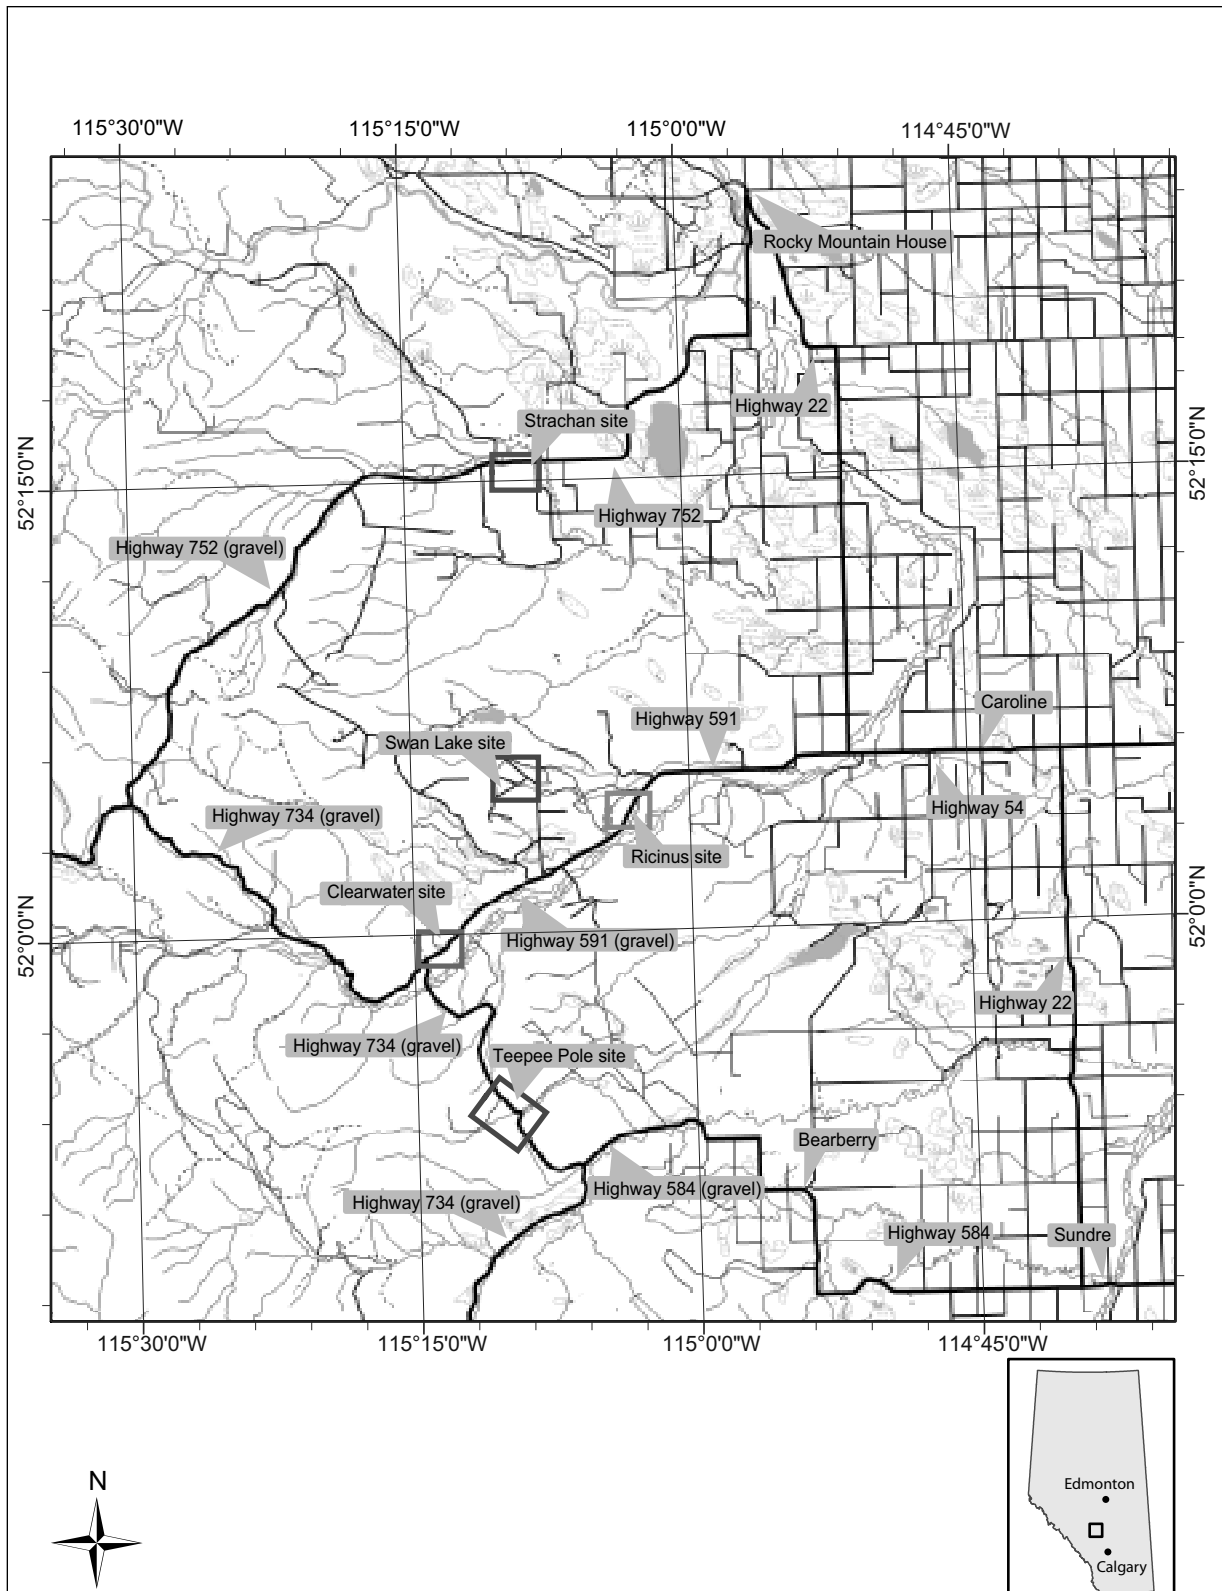 115°30'0"W
115°15'0"W
115°0'0"W
114°45'0"W
Rocky Mountain House
Highway 22
Strachan site
52°15'0"N
52°15'0"N
Highway 752
Highway 752 (gravel)
Caroline
Highway 591
Swan Lake site
Highway 54
Highway 734 (gravel)
Ricinus site
Clearwater site
52°0'0"N
52°0'0"N
Highway 591 (gravel)
Highway 22
Highway 734 (gravel)
Teepee Pole site
Bearberry
Highway 584 (gravel)
Highway 734 (gravel)
Highway 584
Sundre
115°30'0"W
115°15'0"W
115°0'0"W
114°45'0"W
N
Edmonton
Calgary